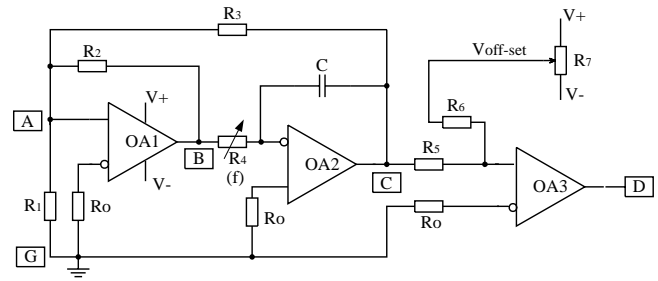 R3
V+
R2
C
Voff-set
R7
V-
A
V+
R6
OA1
B
R4
(f)
OA2
R5
C
V-
OA3
D
R1
Ro
Ro
Ro
G